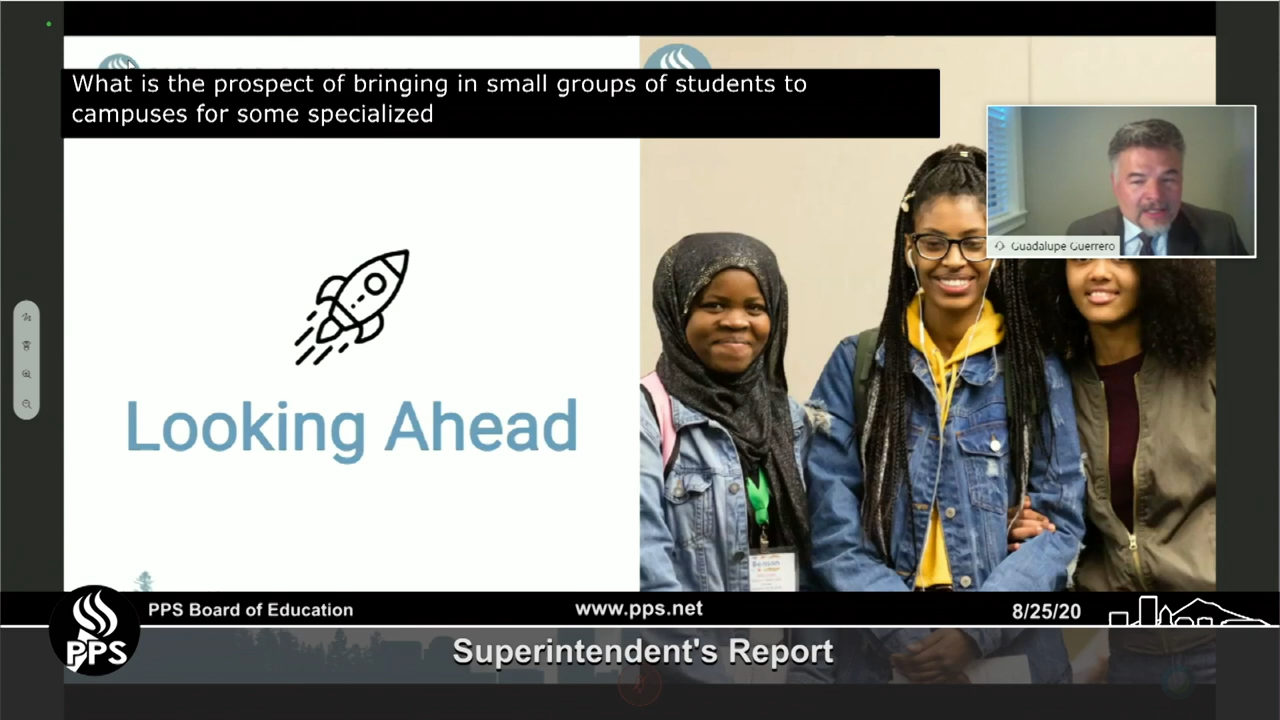 What is the prospect of bringing in small groups of students to
campuses for some specialized
Guadalupe Guerrero
Looking Ahead
PPS Board of Education
www.pps.net
8/25/20
PPS
Superintendent's Report